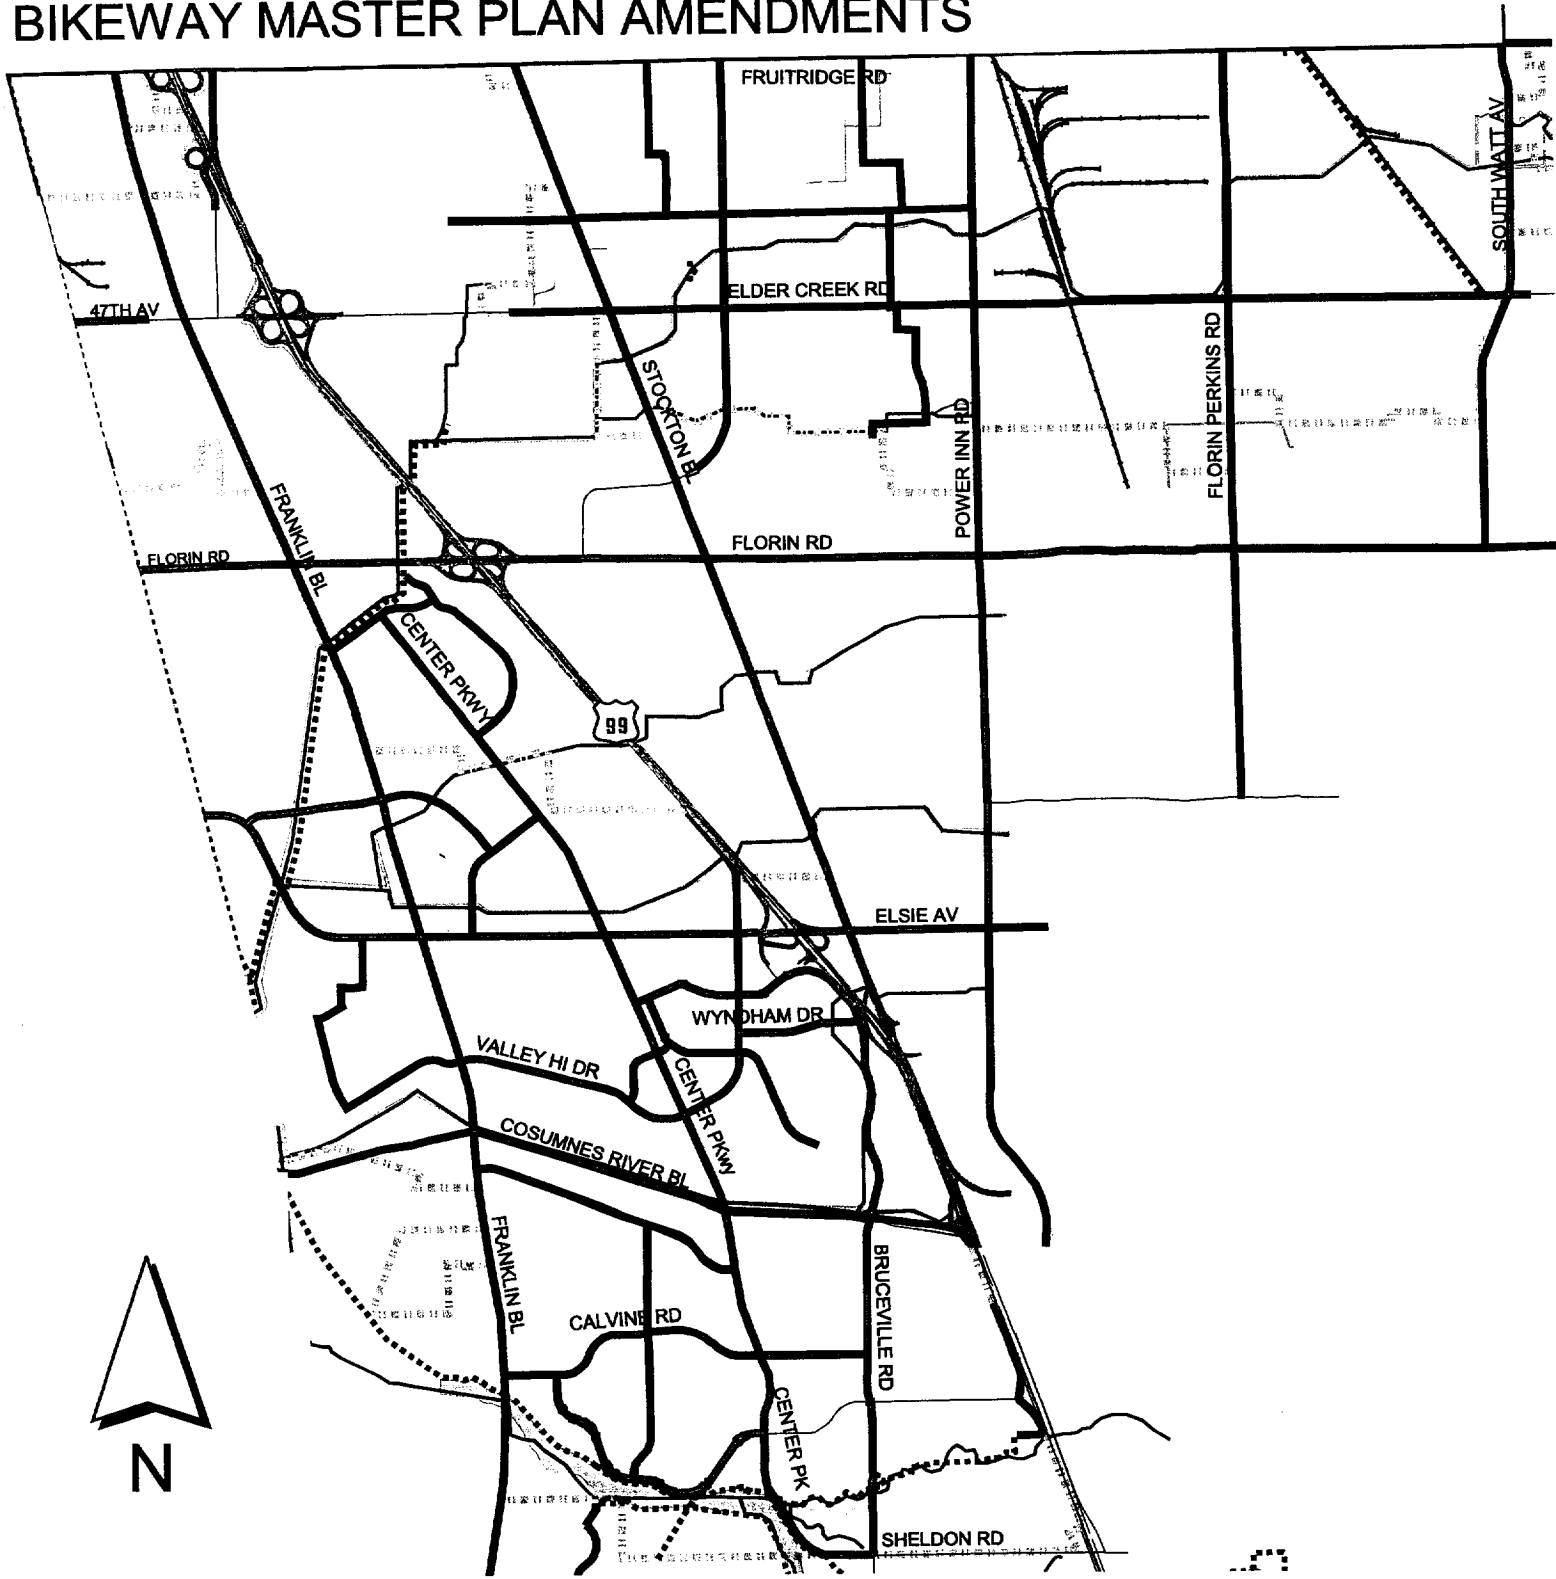 BIKEWAY MASTER PLAN AMENDMENTS
FRUITRIDGE RD
SOUTH WATT AV
ELDER CREEK RD
47TH AV
STOCKTON BL
FLORIN PERKINS RD
POWER INN RD
FRANKLIN BL
FLORIN RD
FLORIN RD
CENTER PKWY
99
ELSIE AV
WYNDHAM DR
VALLEY HI DR
CENTER PKwy
COSUMNES RIVER BL
FRANKLIN BL
BRUCEVILLE RD
CALVINE RD
CENTER PK
N
SHELDON RD